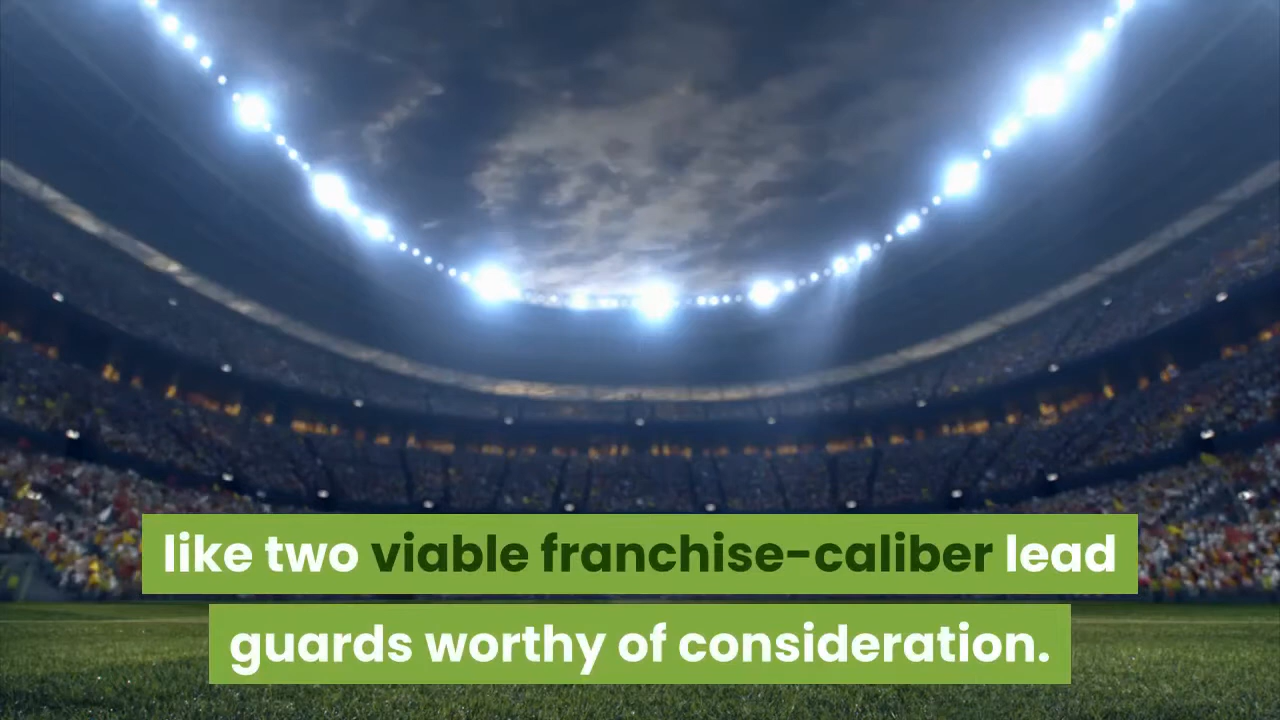 like two viable franchise-caliber lead
guards worthy of consideration.